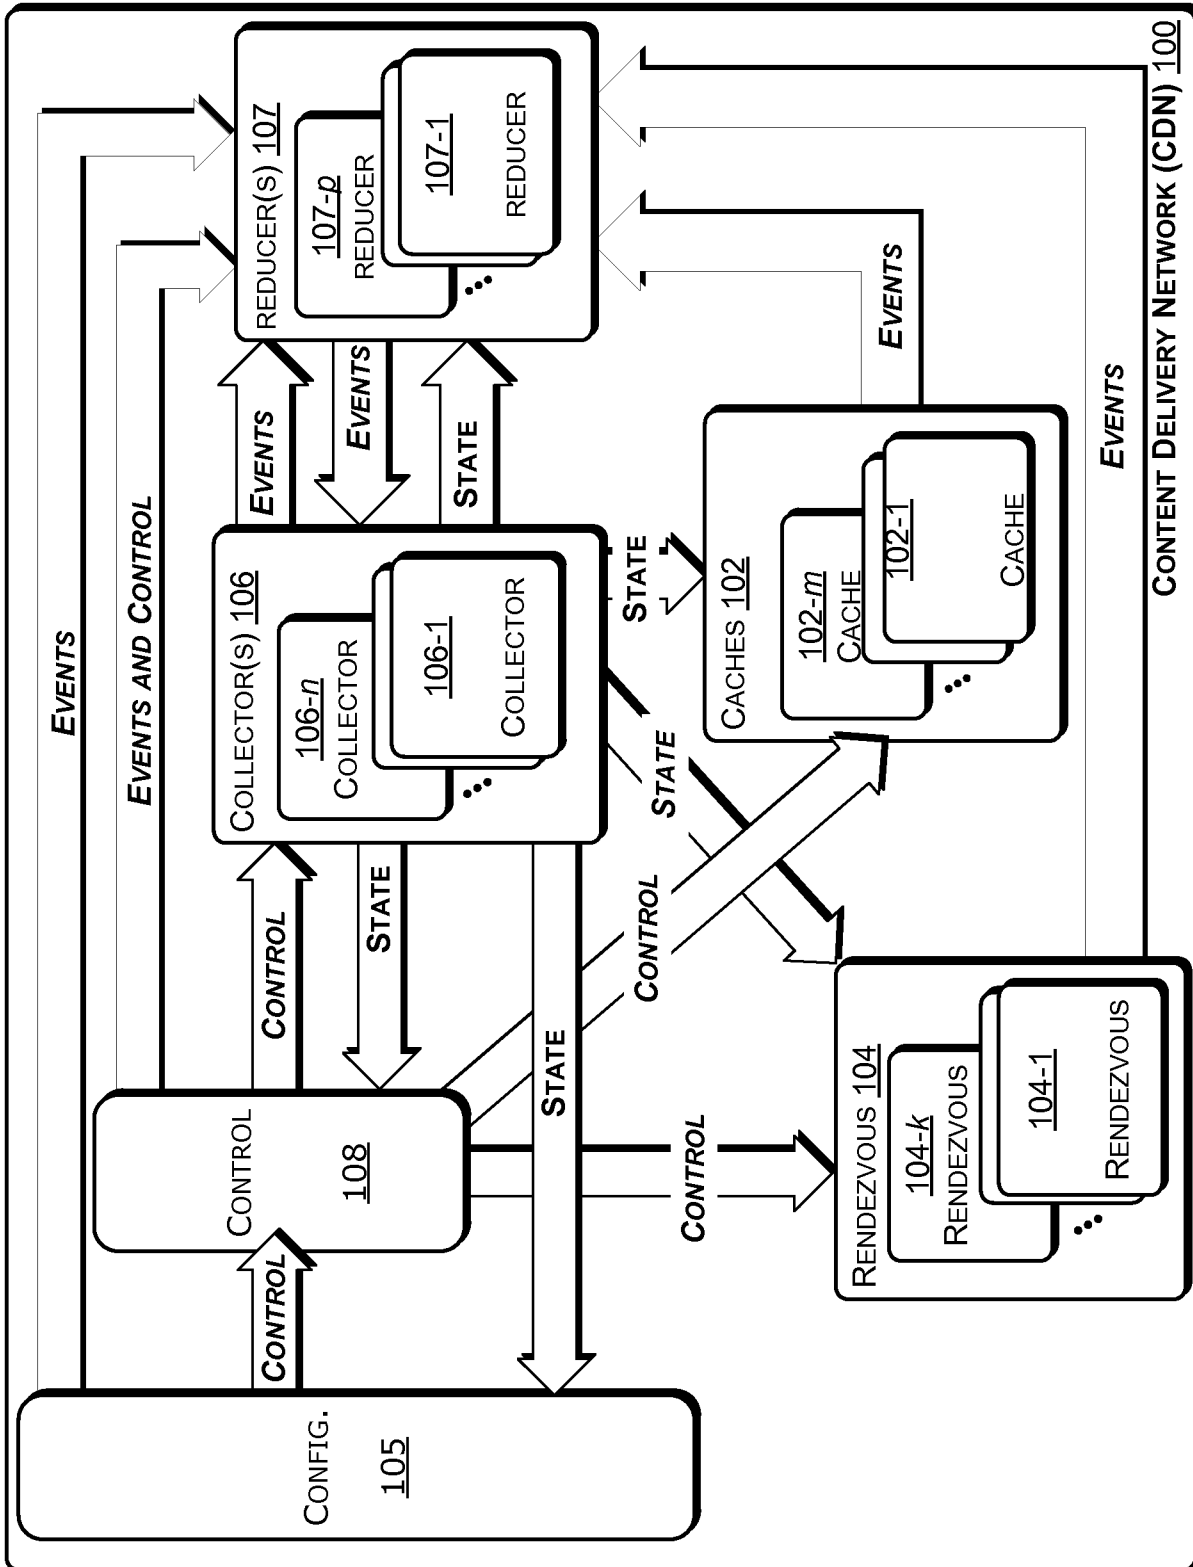 CONFIG.
105
CONTROL
CONTROL
108
CONTROL
STATE
STATE
CONTROL
CONTROL
EVENTS
EVENTS AND CONTROL
COLLECTOR(S) 106
106-n
COLLECTOR
106-1
COLLECTOR
...
EVENTS
EVENTS
STATE
REDUCER(S) 107
107-p
REDUCER
107-1
REDUCER
...
STATE
STATE
CACHES 102
102-m
CACHE
102-1
CACHE
...
EVENTS
RENDEZVOUS 104
104-k
RENDEZVOUS
104-1
RENDEZVOUS
...
EVENTS
CONTENT DELIVERY NETWORK (CDN) 100